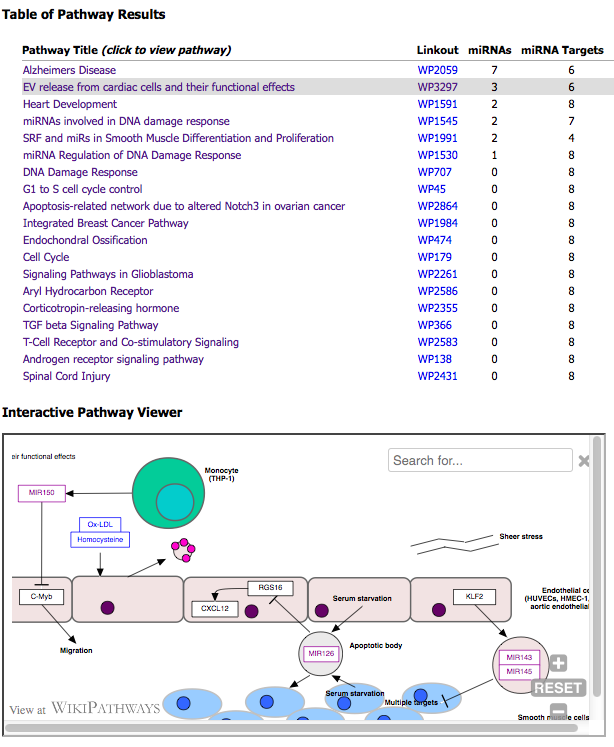 Table of Pathway Results
Pathway Title (click to view pathway) Linkout miRNAs miRNA Targets
Alzheimers Disease WP2059 7 6
EV release from cardiac cells and their functional effects WP3297 3 6
Heart Development WP1591 2 8
miRNAs involved in DNA damage response WP1545 2 7
SRF and miRs in Smooth Muscle Differentiation and Proliferation WP1991 2 4
miRNA Regulation of DNA Damage Response WP1530 1 8
DNA Damage Response WP707 0 8
G1 to S cell cycle control WP45 0 8
Apoptosis-related network due to altered Notch3 in ovarian cancer WP2864 0 8
Integrated Breast Cancer Pathway WP1984 0 8
Endochondral Ossification WP474 0 8
Cell Cycle WP179 0 8
Signaling Pathways in Glioblastoma WP2261 0 8
Aryl Hydrocarbon Receptor WP2586 0 8
Corticotropin-releasing hormone WP2355 0 8
TGF beta Signaling Pathway WP366 0 8
T-Cell Receptor and Co-stimulatory Signaling WP2583 0 8
Androgen receptor signaling pathway WP138 0 8
Spinal Cord Injury WP2431 0 8
Interactive Pathway Viewer
eir functional effects
Search for...
Monocyte
(THP-1)
MIR150
Ox-LDL
Homocysteine
Sheer stress
C-Myb
RGS16
CXCL12
Serum starvation
KLF2
Endothelial ce
(HUVECs, HMEC-1,
aortic endothelial
Migration
MIR126
Apoptotic body
MIR143
MIR145
RESET
Serum starvation
Multiple targets
View at WIKIPATHWAYS
Smooth muscle cells